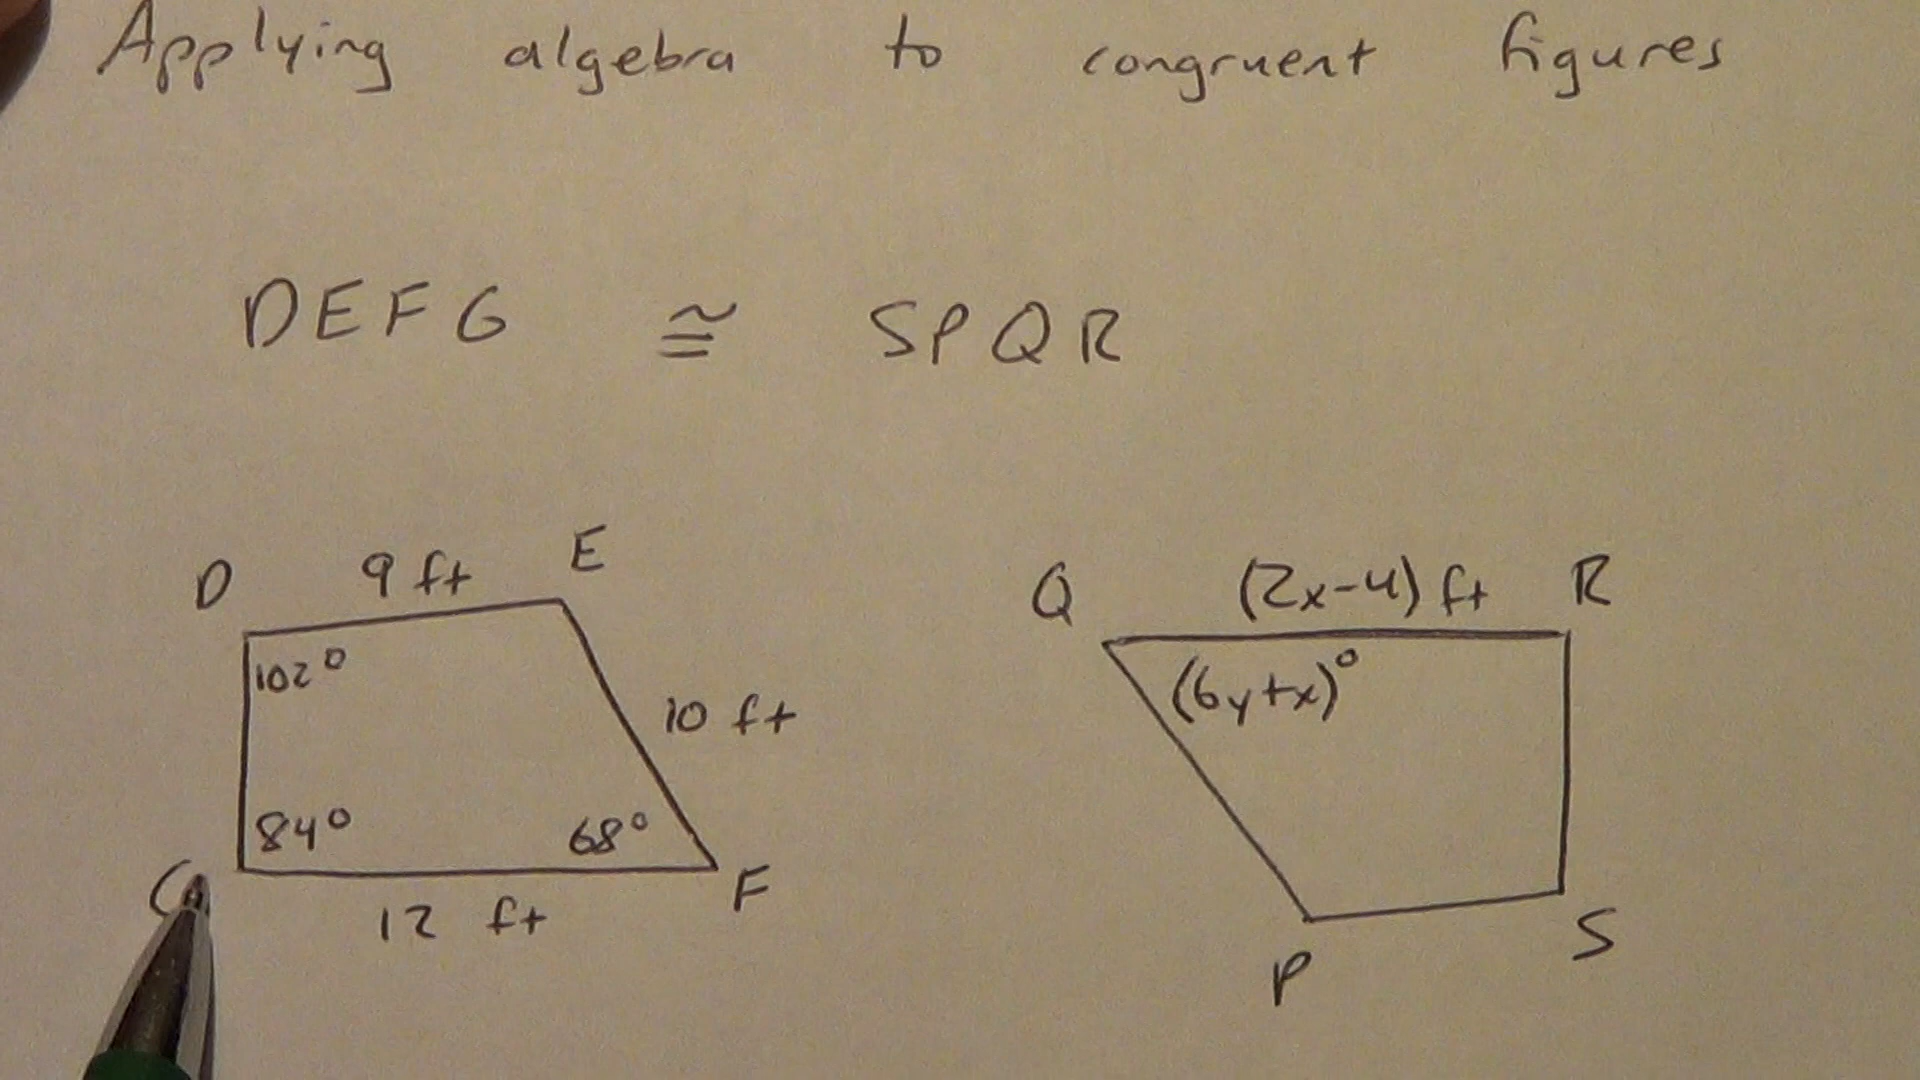 Applying algebra to congruent figures
DEFG ≅ SPQR
D 9 ft E
102°
10 ft
84° 68°
F
12 ft
Q (2x-4) ft R
(6y+x)°
S
P